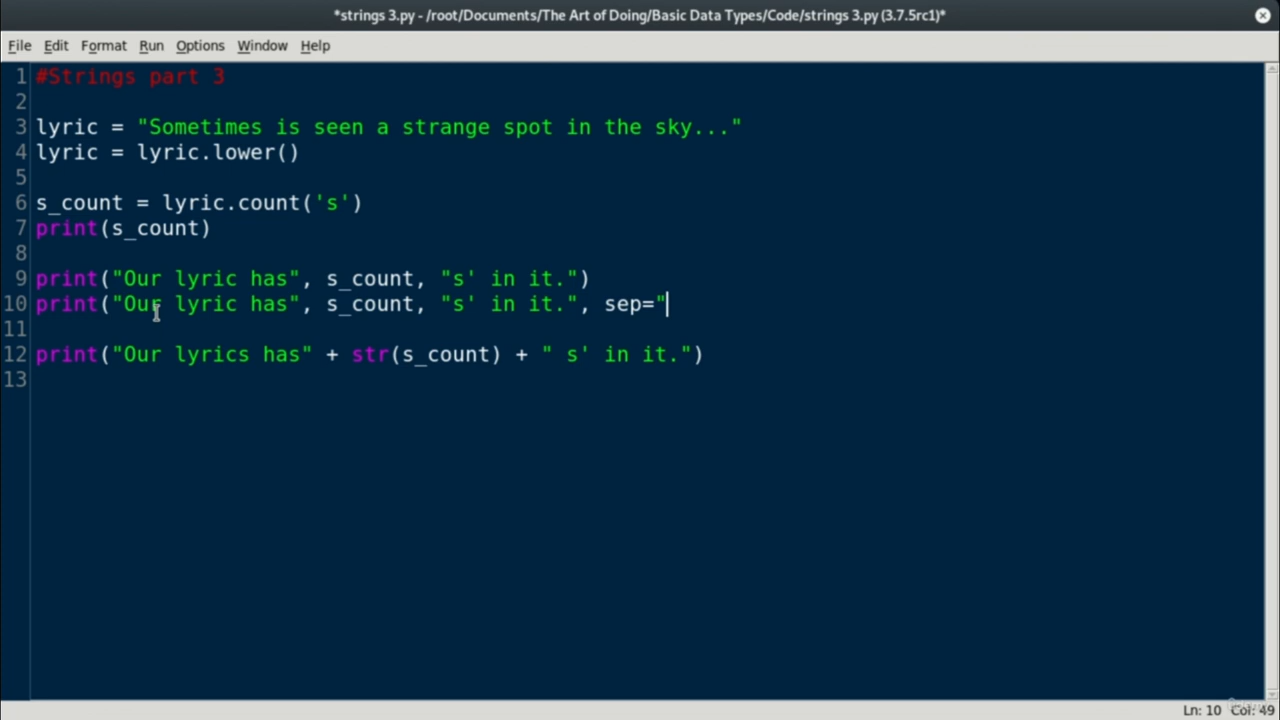 *strings 3.py - /root/Documents/The Art of Doing/Basic Data Types/Code/strings 3.py (3.7.5rc1)*
File Edit Format Run Options Window Help
1 #Strings part 3
2
3 lyric = "Sometimes is seen a strange spot in the sky..."
4 lyric = lyric.lower()
5
6 s_count = lyric.count('s')
7 print(s_count)
8
9 print("Our lyric has", s_count, "s' in it.")
10 print("Our lyric has", s_count, "s' in it.", sep="
11
12 print("Our lyrics has" + str(s_count) + " s' in it.")
13
Ln: 10 Col: 49